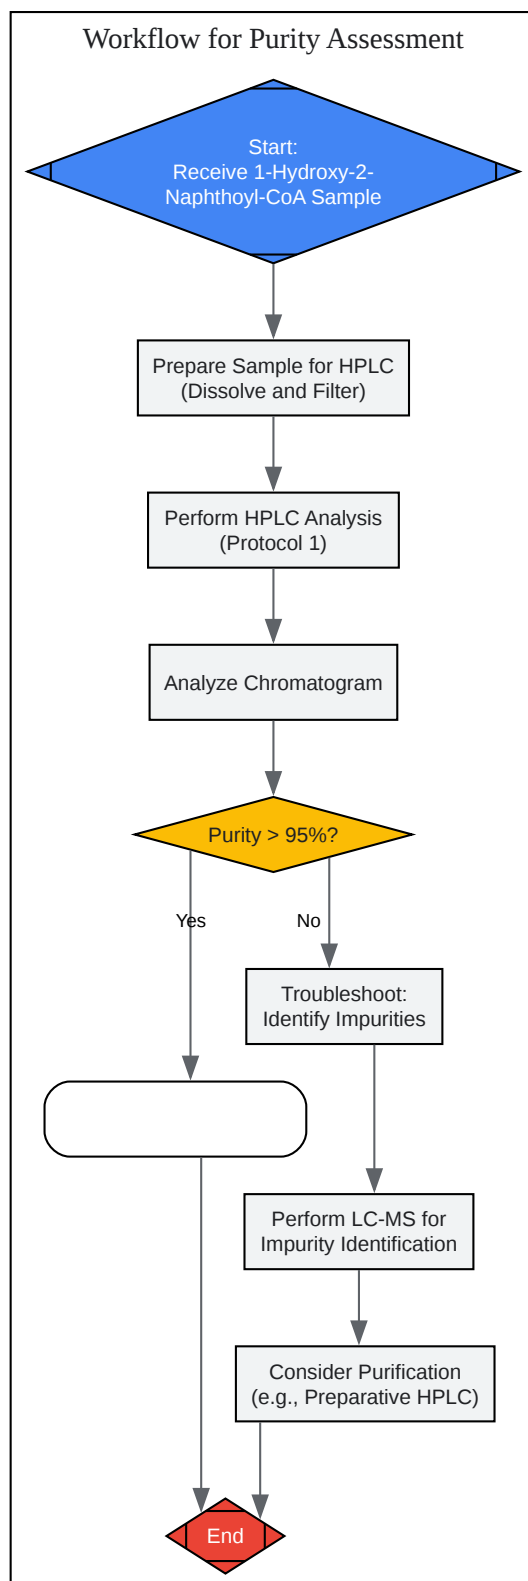 Workflow for Purity Assessment
Start:
Receive 1-Hydroxy-2-
Naphthoyl-CoA Sample
Prepare Sample for HPLC
(Dissolve and Filter)
Perform HPLC Analysis
(Protocol 1)
Analyze Chromatogram
Purity > 95%?
Yes
No
Troubleshoot:
Identify Impurities
Perform LC-MS for
Impurity Identification
Consider Purification
(e.g., Preparative HPLC)
End